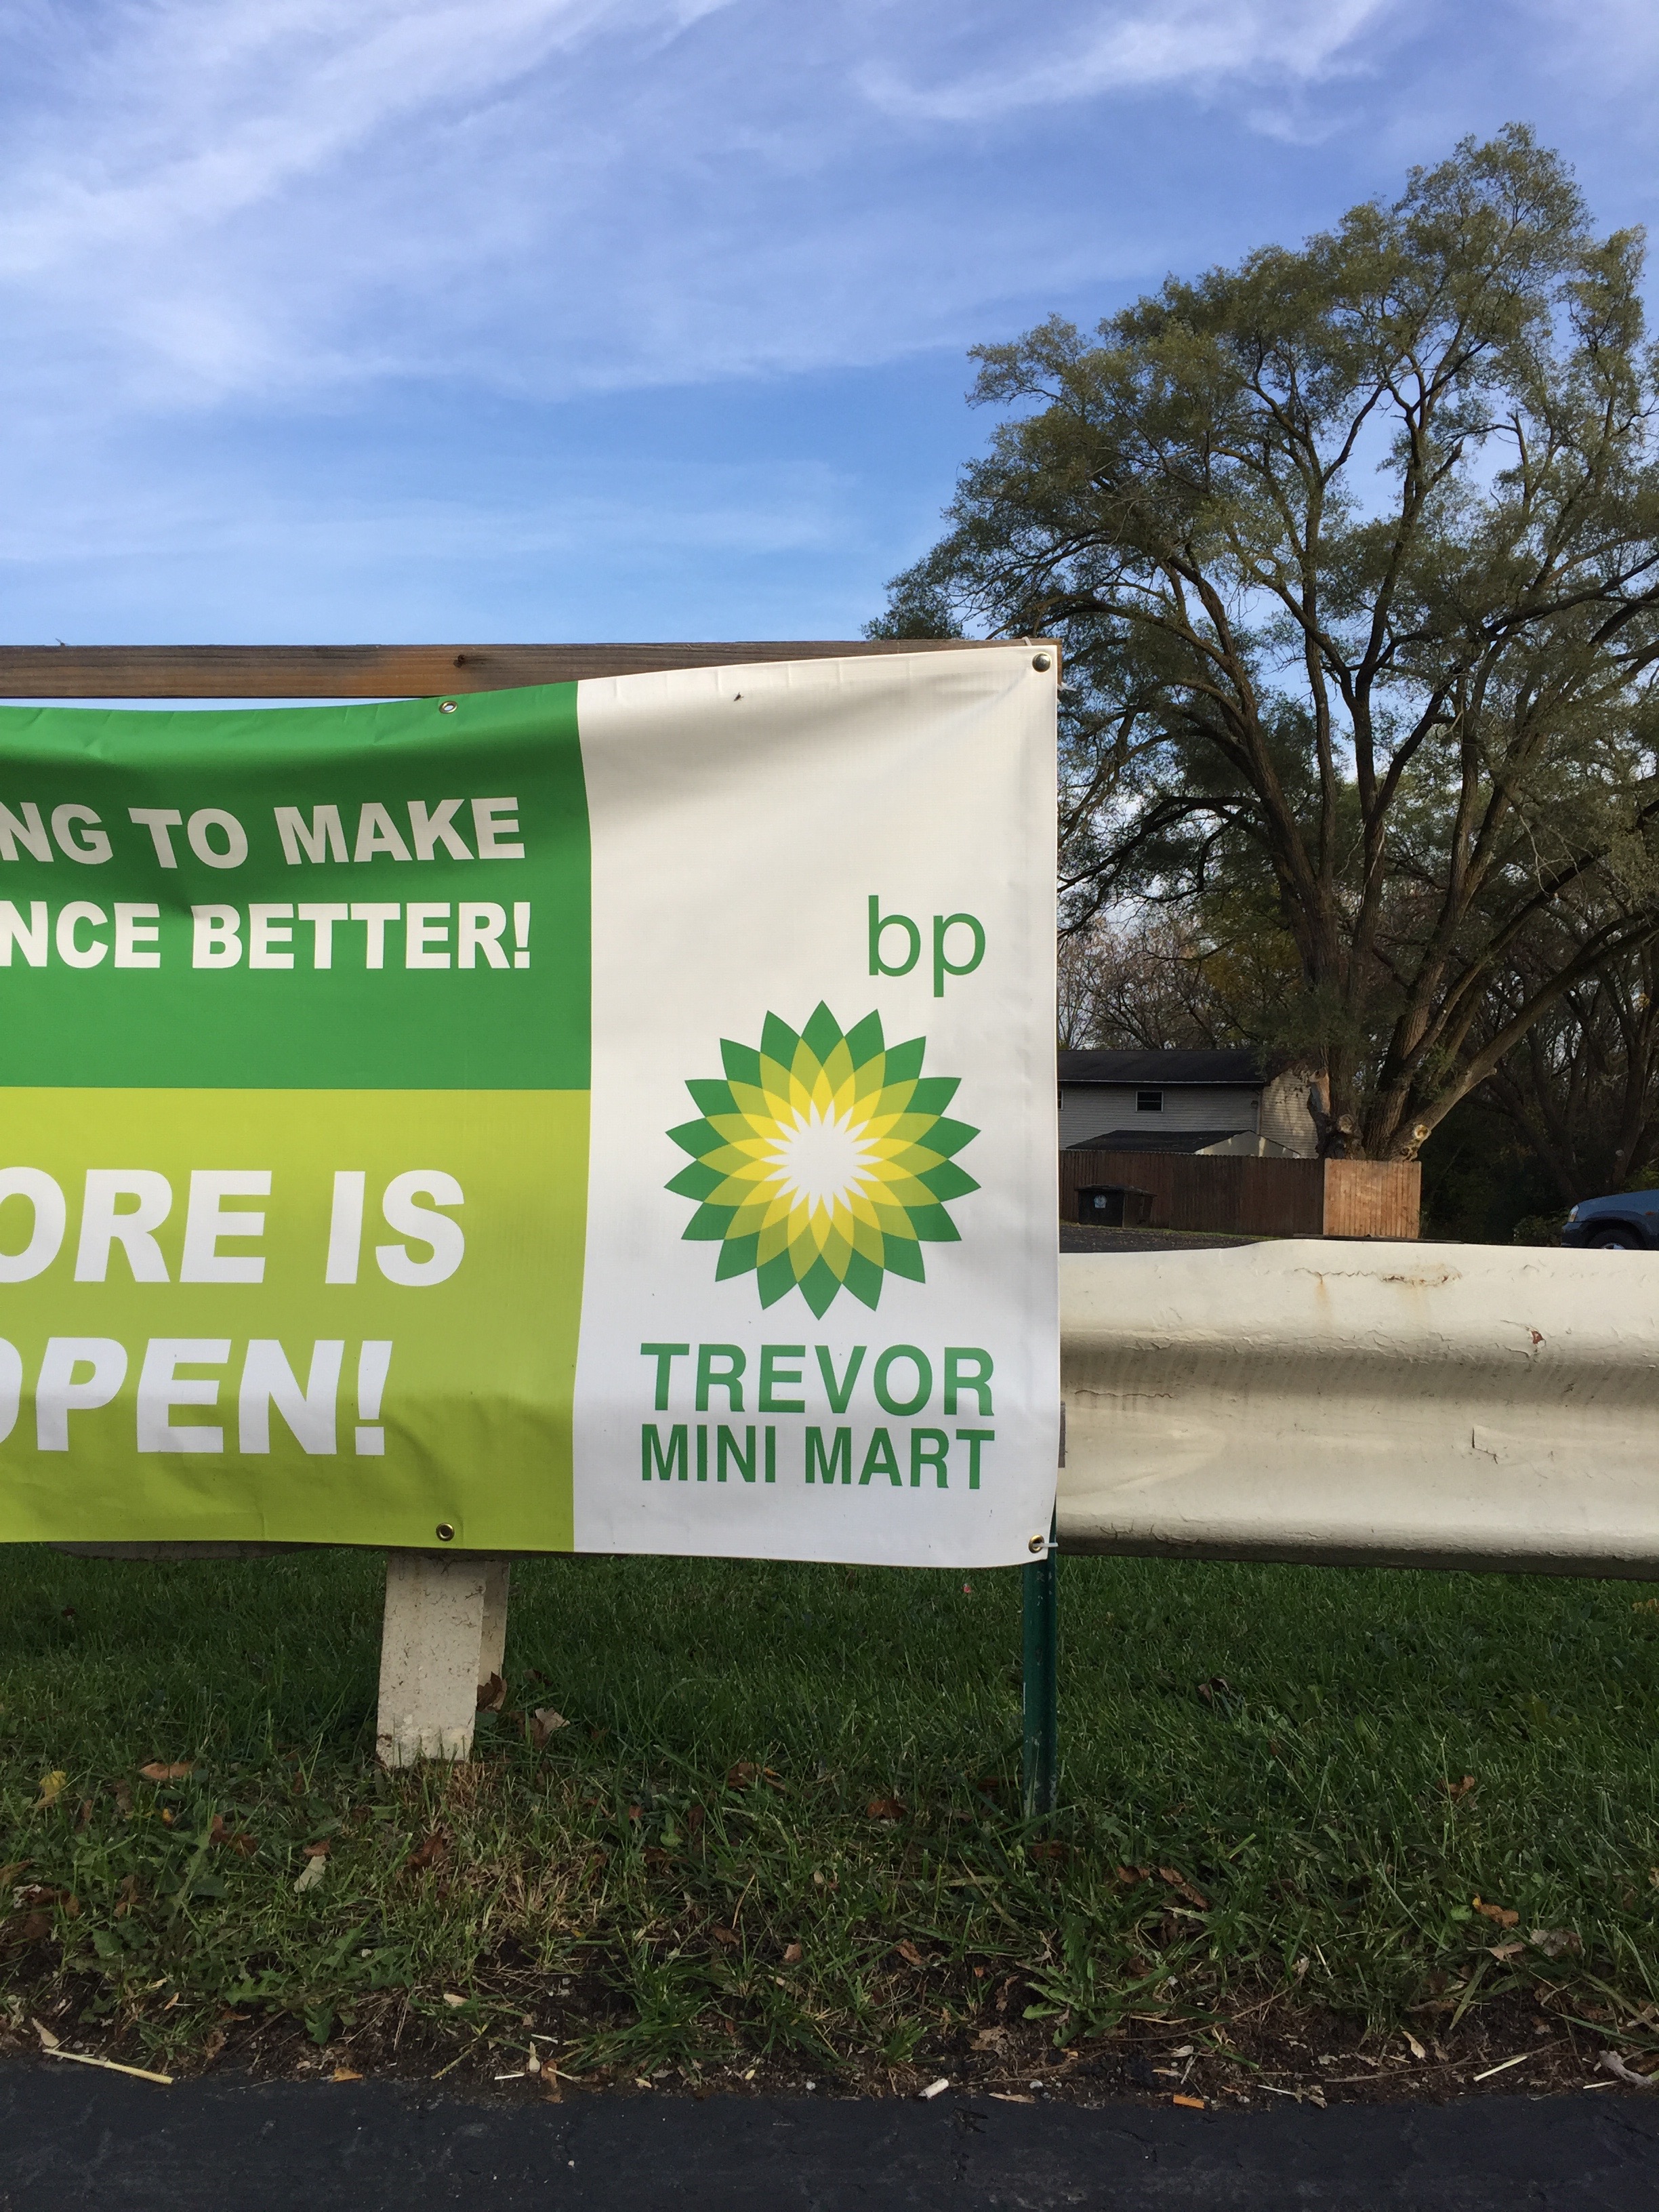 NG TO MAKE
NCE BETTER!
ORE IS
OPEN!
bp
TREVOR
MINI MART